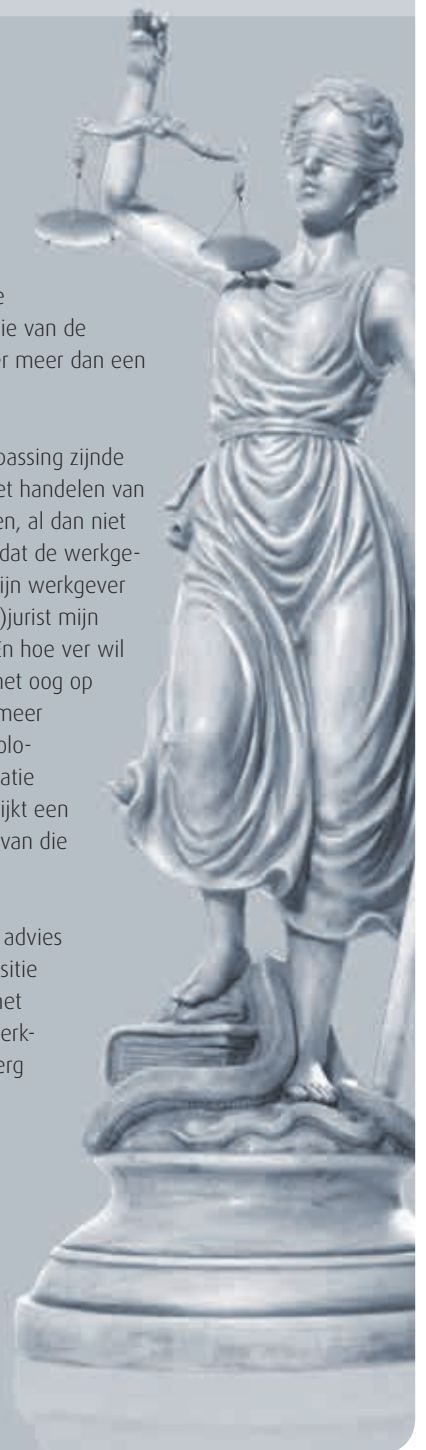 e
ie van de
er meer dan een
passing zijnde
et handelen van
en, al dan niet
dat de werkge-
ijn werkgever
)jurist mijn
En hoe ver wil
het oog op
meer
olo-
atie
ijkt een
van die
advies
sitie
het
erk-
erg